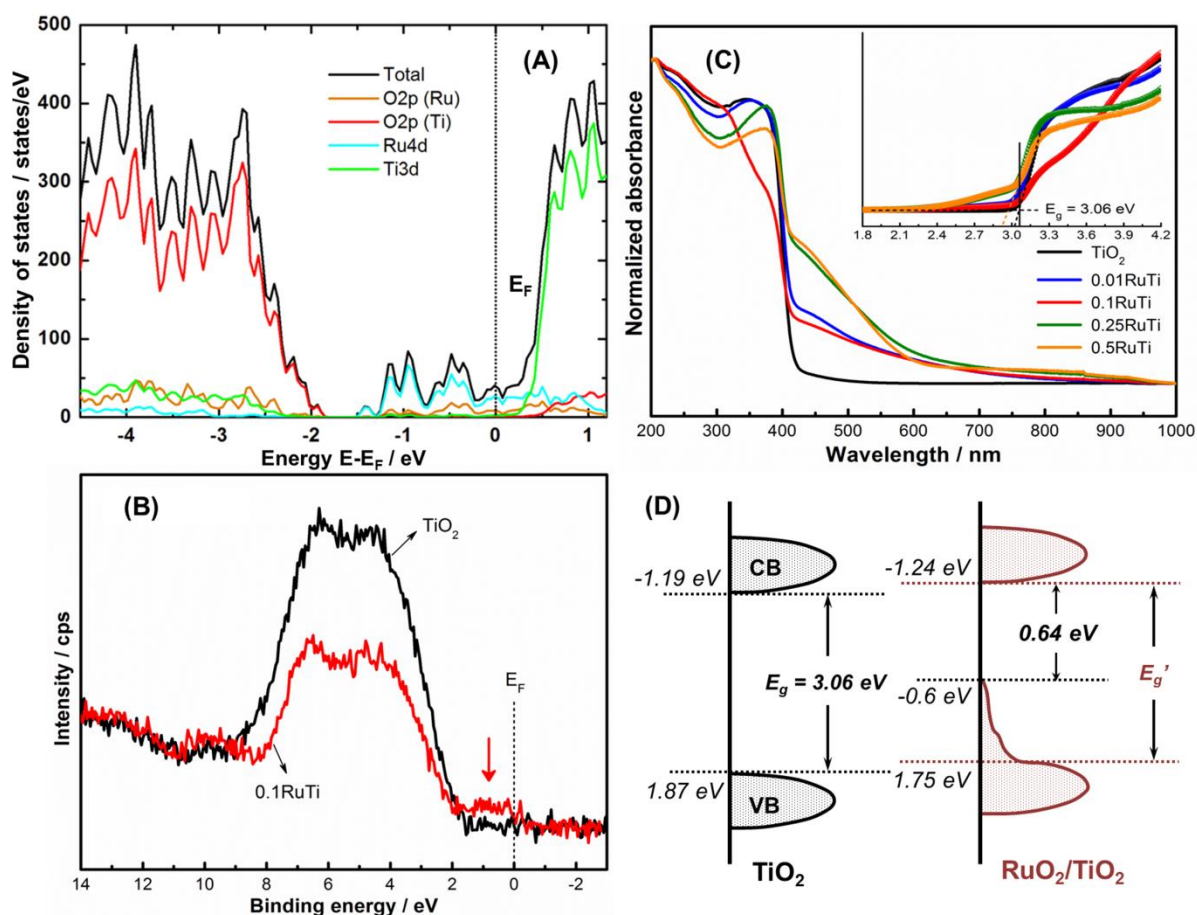 (A)
Density of states / states/eV
500
400
300
200
100
0
Total
O2p (Ru)
O2p (Ti)
Ru4d
Ti3d
E_F
-4 -3 -2 -1 0 1
Energy E-E_F / eV
(B)
Intensity / cps
TiO₂
E_F
0.1RuTi
14 12 10 8 6 4 2 0 -2
Binding energy / eV
(C)
Normalized absorbance
E_g = 3.06 eV
1.8 2.1 2.4 2.7 3.0 3.3 3.6 3.9 4.2
TiO₂
0.01RuTi
0.1RuTi
0.25RuTi
0.5RuTi
200 300 400 500 600 700 800 900 1000
Wavelength / nm
(D)
CB
-1.19 eV
E_g = 3.06 eV
1.87 eV
VB
TiO₂
-1.24 eV
0.64 eV
E_g’
-0.6 eV
1.75 eV
RuO₂/TiO₂